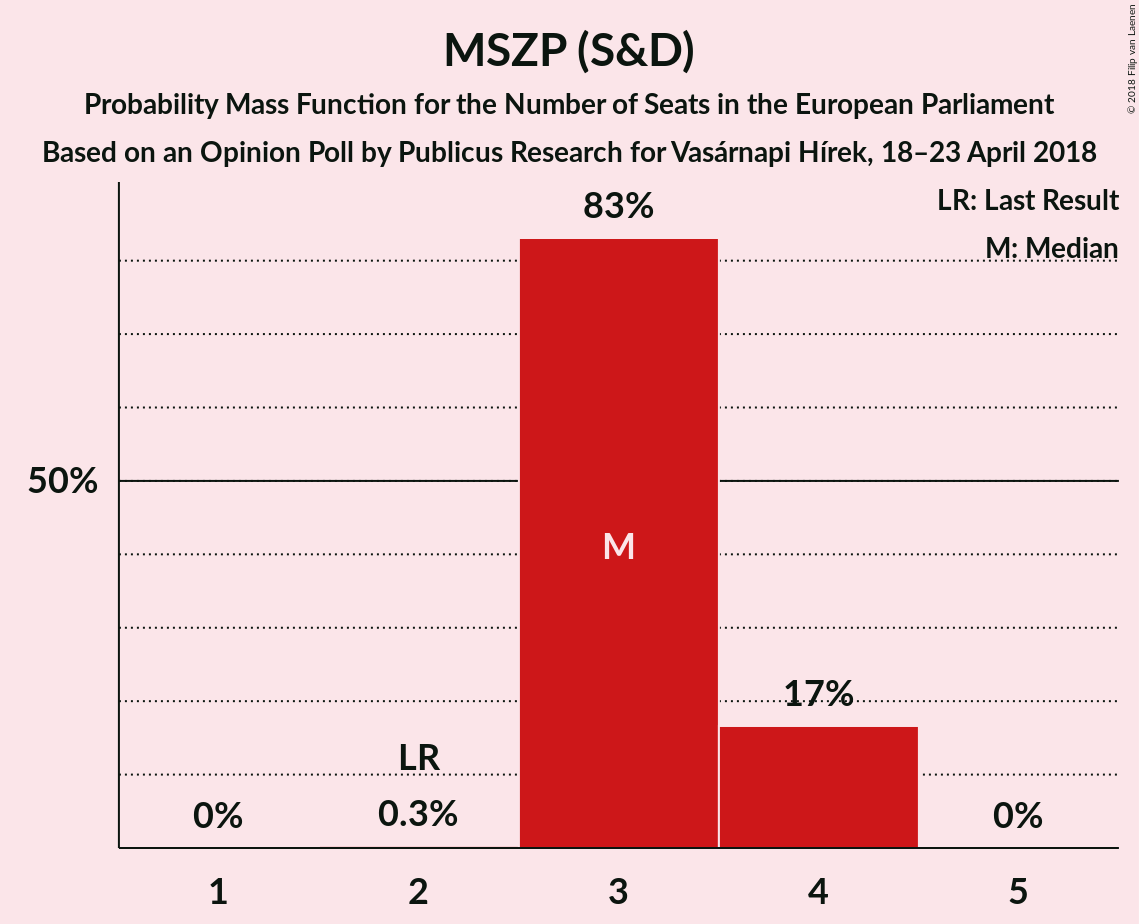 MSZP (S&D)
Probability Mass Function for the Number of Seats in the European Parliament
Based on an Opinion Poll by Publicus Research for Vasárnapi Hírek, 18–23 April 2018
© 2018 Filip van Laenen
LR: Last Result
M: Median
83%
50%
M
17%
LR
0%
0.3%
0%
1
2
3
4
5